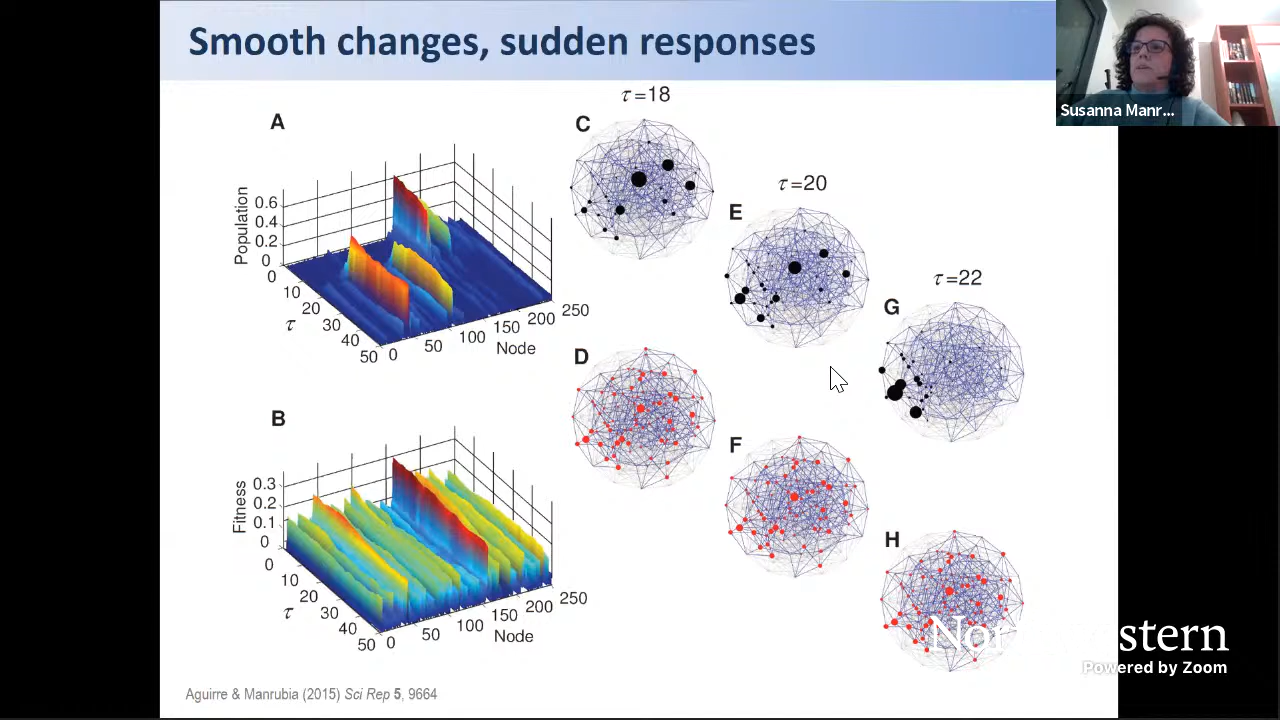 Smooth changes, sudden responses
Susanna Manr...
τ=18
A
C
Population
0.6
0.4
0.2
0
0
10
20
30
40
50
τ
0
50
100
150
200
250
Node
τ=20
E
τ=22
G
D
B
Fitness
0.3
0.2
0.1
0
0
10
20
30
40
50
τ
0
50
100
150
200
250
Node
F
H
Powered by Zoom
Aguirre & Manrubia (2015) Sci Rep 5, 9664